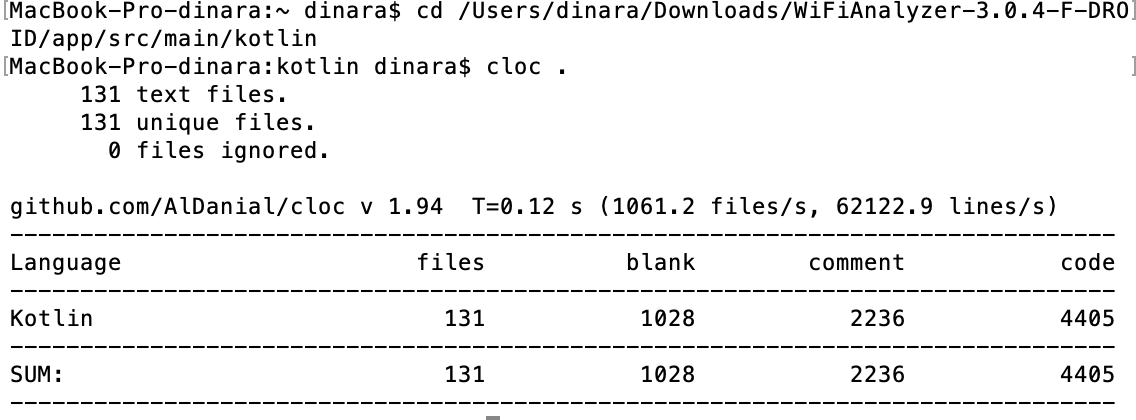 [MacBook-Pro-dinara:~ dinara$ cd /Users/dinara/Downloads/WiFiAnalyzer-3.0.4-F-DRO]
ID/app/src/main/kotlin
[MacBook-Pro-dinara:kotlin dinara$ cloc . ]
131 text files.
131 unique files.
0 files ignored.
github.com/AlDanial/cloc v 1.94  T=0.12 s (1061.2 files/s, 62122.9 lines/s)
-------------------------------------------------------------------------------
Language files blank comment code
-------------------------------------------------------------------------------
Kotlin 131 1028 2236 4405
-------------------------------------------------------------------------------
SUM: 131 1028 2236 4405
-------------------------------------------------------------------------------